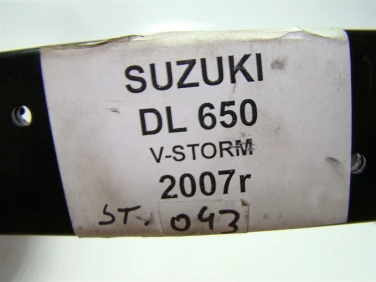 SUZUKI
DL 650
V-STORM
2007r
ST. 043